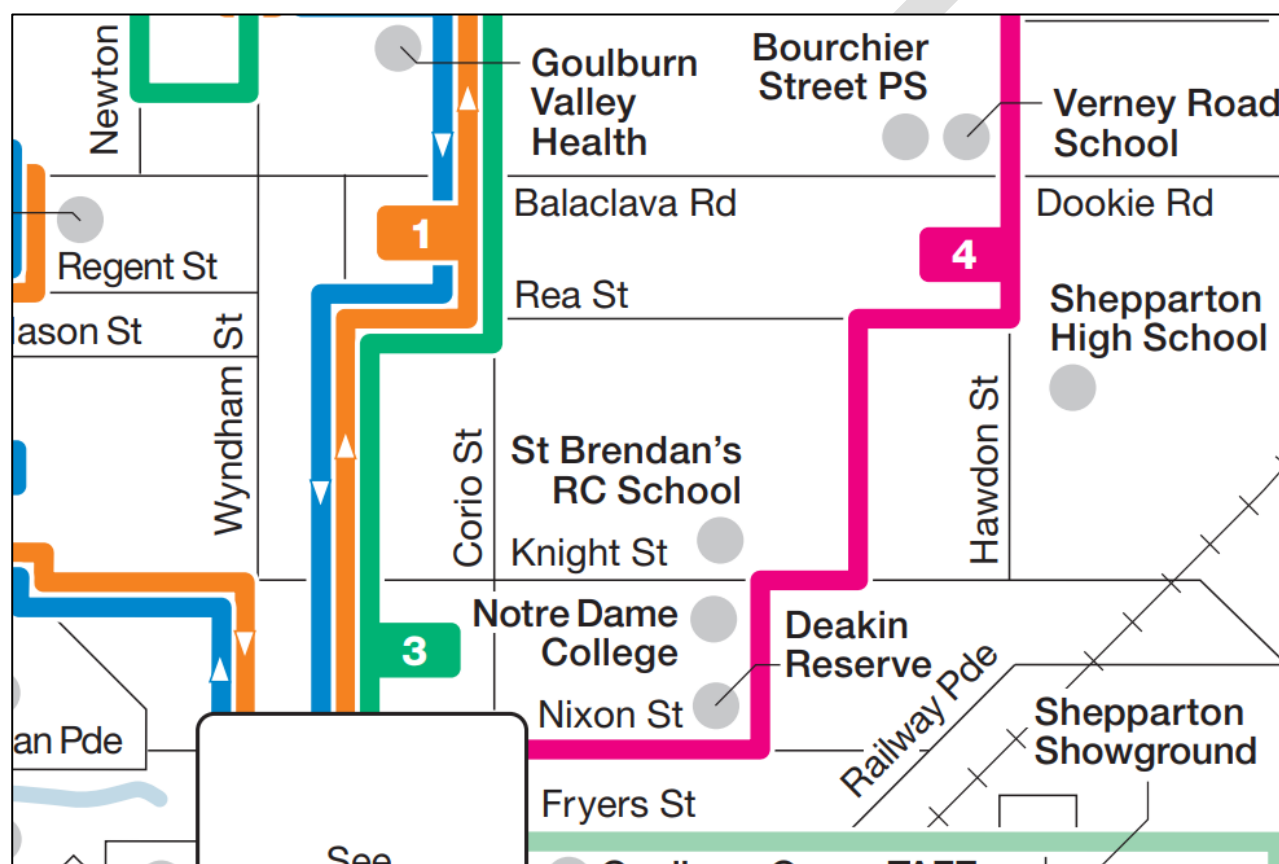 Newton
Goulburn
Valley
Health
Bourchier
Street PS
Verney Road
School
Balaclava Rd
Dookie Rd
1
4
Regent St
Rea St
Shepparton
High School
ason St
Wyndham St
Corio St
Hawdon St
St Brendan's
RC School
Knight St
Notre Dame
College
Deakin
Reserve
3
Nixon St
Railway Pde
Shepparton
Showground
an Pde
Fryers St
See